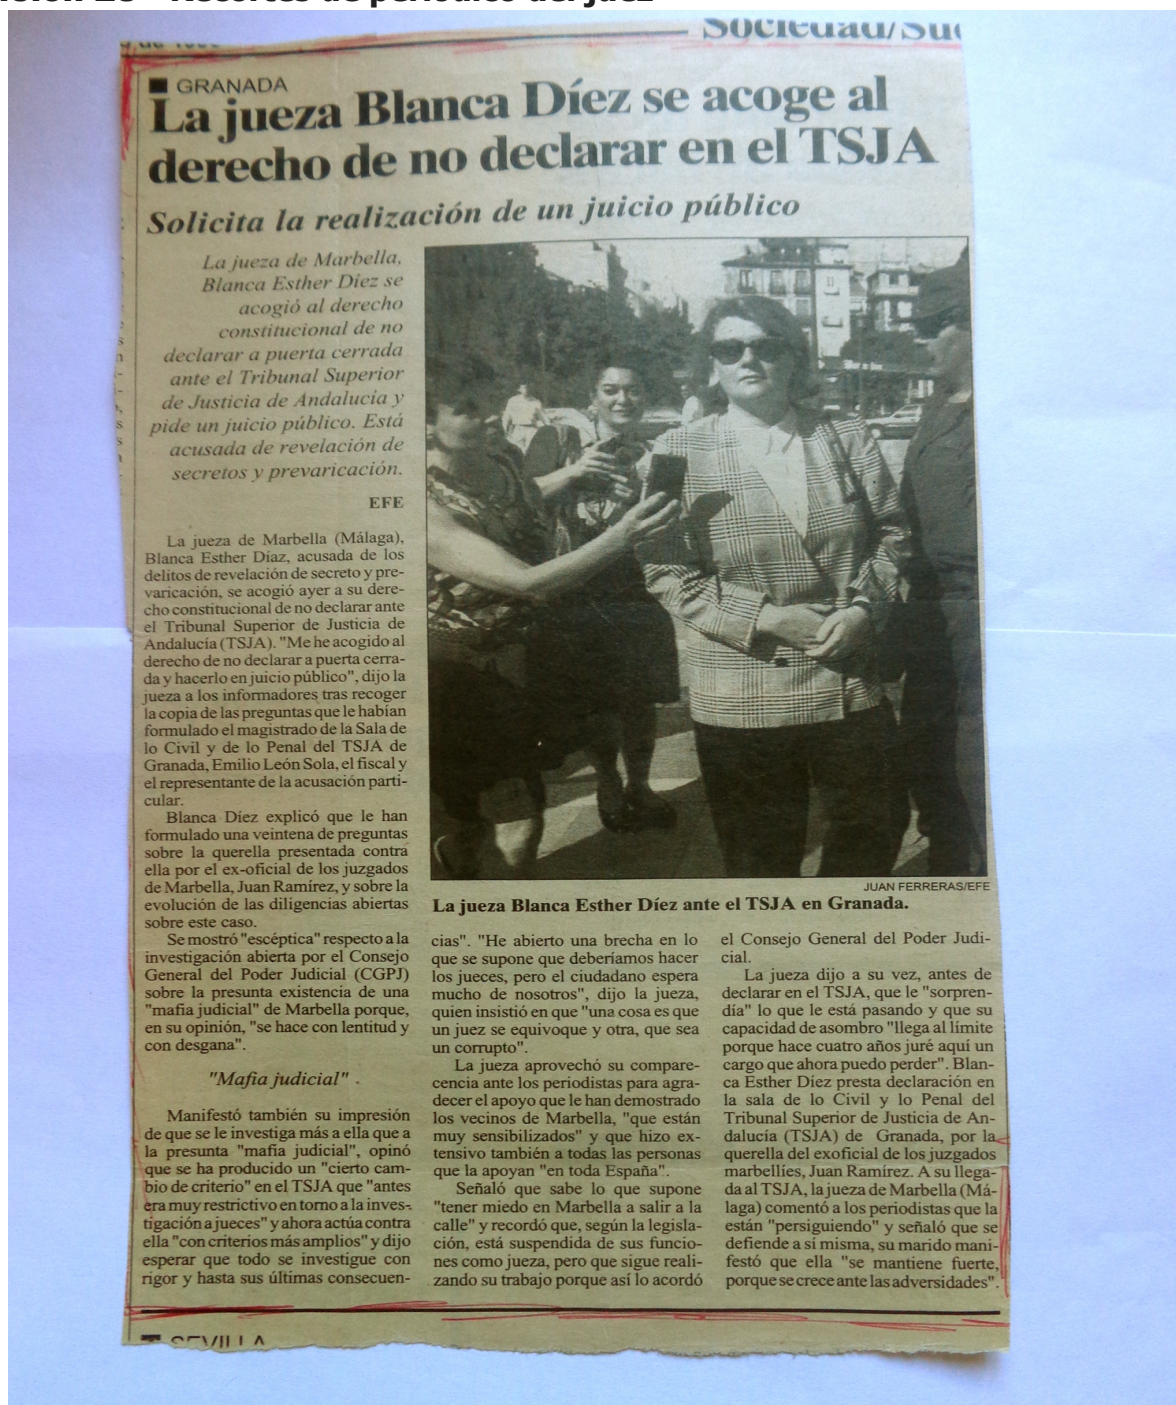 Recortes de periódico del juez
Sociedad/Suc
GRANADA
La jueza Blanca Díez se acoge al
derecho de no declarar en el TSJA
Solicita la realización de un juicio público
La jueza de Marbella,
Blanca Esther Díez se
acogió al derecho
constitucional de no
declarar a puerta cerrada
ante el Tribunal Superior
de Justicia de Andalucía y
pide un juicio público. Está
acusada de revelación de
secretos y prevaricación.
EFE
La jueza de Marbella (Málaga),
Blanca Esther Díaz, acusada de los
delitos de revelación de secreto y pre-
varicación, se acogió ayer a su dere-
cho constitucional de no declarar ante
el Tribunal Superior de Justicia de
Andalucía (TSJA). "Me he acogido al
derecho de no declarar a puerta cerra-
da y hacerlo en juicio público", dijo la
jueza a los informadores tras recoger
la copia de las preguntas que le habían
formulado el magistrado de la Sala de
lo Civil y de lo Penal del TSJA de
Granada, Emilio León Sola, el fiscal y
el representante de la acusación parti-
cular.
Blanca Díez explicó que le han
formulado una veintena de preguntas
sobre la querella presentada contra
ella por el ex-oficial de los juzgados
de Marbella, Juan Ramírez, y sobre la
evolución de las diligencias abiertas
sobre este caso.
Se mostró "escéptica" respecto a la
investigación abierta por el Consejo
General del Poder Judicial (CGPJ)
sobre la presunta existencia de una
"mafia judicial" de Marbella porque,
en su opinión, "se hace con lentitud y
con desgana".
"Mafia judicial"
Manifestó también su impresión
de que se le investiga más a ella que a
la presunta "mafia judicial", opinó
que se ha producido un "cierto cam-
bio de criterio" en el TSJA que "antes
era muy restrictivo en torno a la inves-
tigación a jueces" y ahora actúa contra
ella "con criterios más amplios" y dijo
esperar que todo se investigue con
rigor y hasta sus últimas consecuen-
JUAN FERRERAS/EFE
La jueza Blanca Esther Díez ante el TSJA en Granada.
cias". "He abierto una brecha en lo
que se supone que deberíamos hacer
los jueces, pero el ciudadano espera
mucho de nosotros", dijo la jueza,
quien insistió en que "una cosa es que
un juez se equivoque y otra, que sea
un corrupto".
La jueza aprovechó su compare-
cencia ante los periodistas para agra-
decer el apoyo que le han demostrado
los vecinos de Marbella, "que están
muy sensibilizados" y que hizo ex-
tensivo también a todas las personas
que la apoyan "en toda España".
Señaló que sabe lo que supone
"tener miedo en Marbella a salir a la
calle" y recordó que, según la legisla-
ción, está suspendida de sus funcio-
nes como jueza, pero que sigue reali-
zando su trabajo porque así lo acordó
el Consejo General del Poder Judi-
cial.
La jueza dijo a su vez, antes de
declarar en el TSJA, que le "sorpren-
día" lo que le está pasando y que su
capacidad de asombro "llega al límite
porque hace cuatro años juré aquí un
cargo que ahora puedo perder". Blan-
ca Esther Díez presta declaración en
la sala de lo Civil y lo Penal del
Tribunal Superior de Justicia de An-
dalucía (TSJA) de Granada, por la
querella del exoficial de los juzgados
marbellíes, Juan Ramírez. A su llega-
da al TSJA, la jueza de Marbella (Má-
laga) comentó a los periodistas que la
están "persiguiendo" y señaló que se
defiende a sí misma, su marido mani-
festó que ella "se mantiene fuerte,
porque se crece ante las adversidades".
SEVILLA